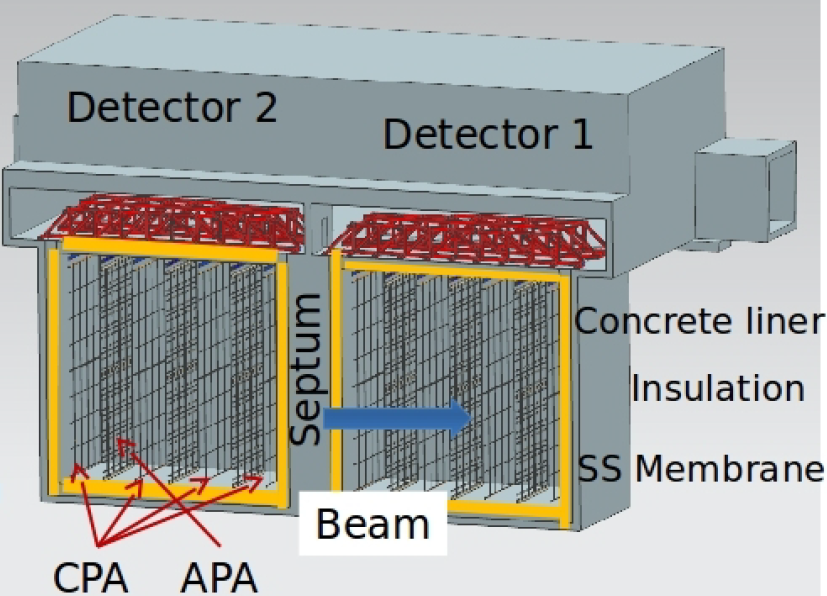 Detector 2
Detector 1
Septum
Concrete liner
Insulation
SS Membrane
Beam
CPA
APA